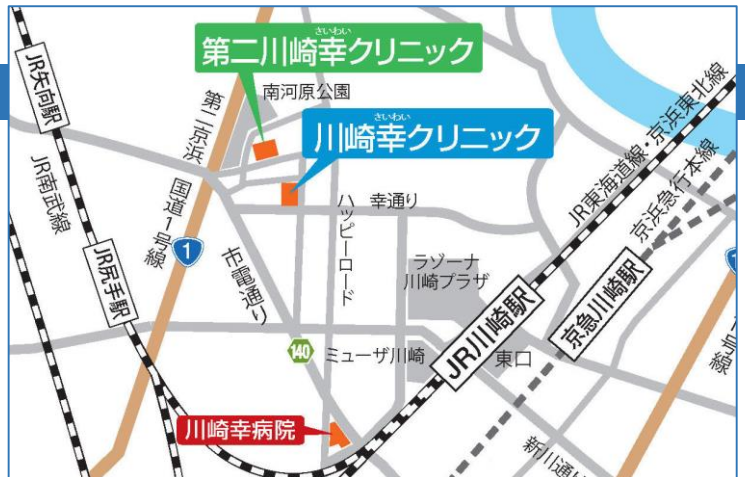 さいわい
第二川崎幸クリニック
南河原公園
さいわい
川崎幸クリニック
JR矢向駅
JR南武線
第二京浜
国道1号線
1
JR尻手駅
市電通り
ハッピーロード
幸通り
JR東海道線・京浜東北線
京浜急行本線
ラゾーナ
川崎プラザ
JR川崎駅
京急川崎駅
東口
140
ミューザ川崎
川崎幸病院
新川通り